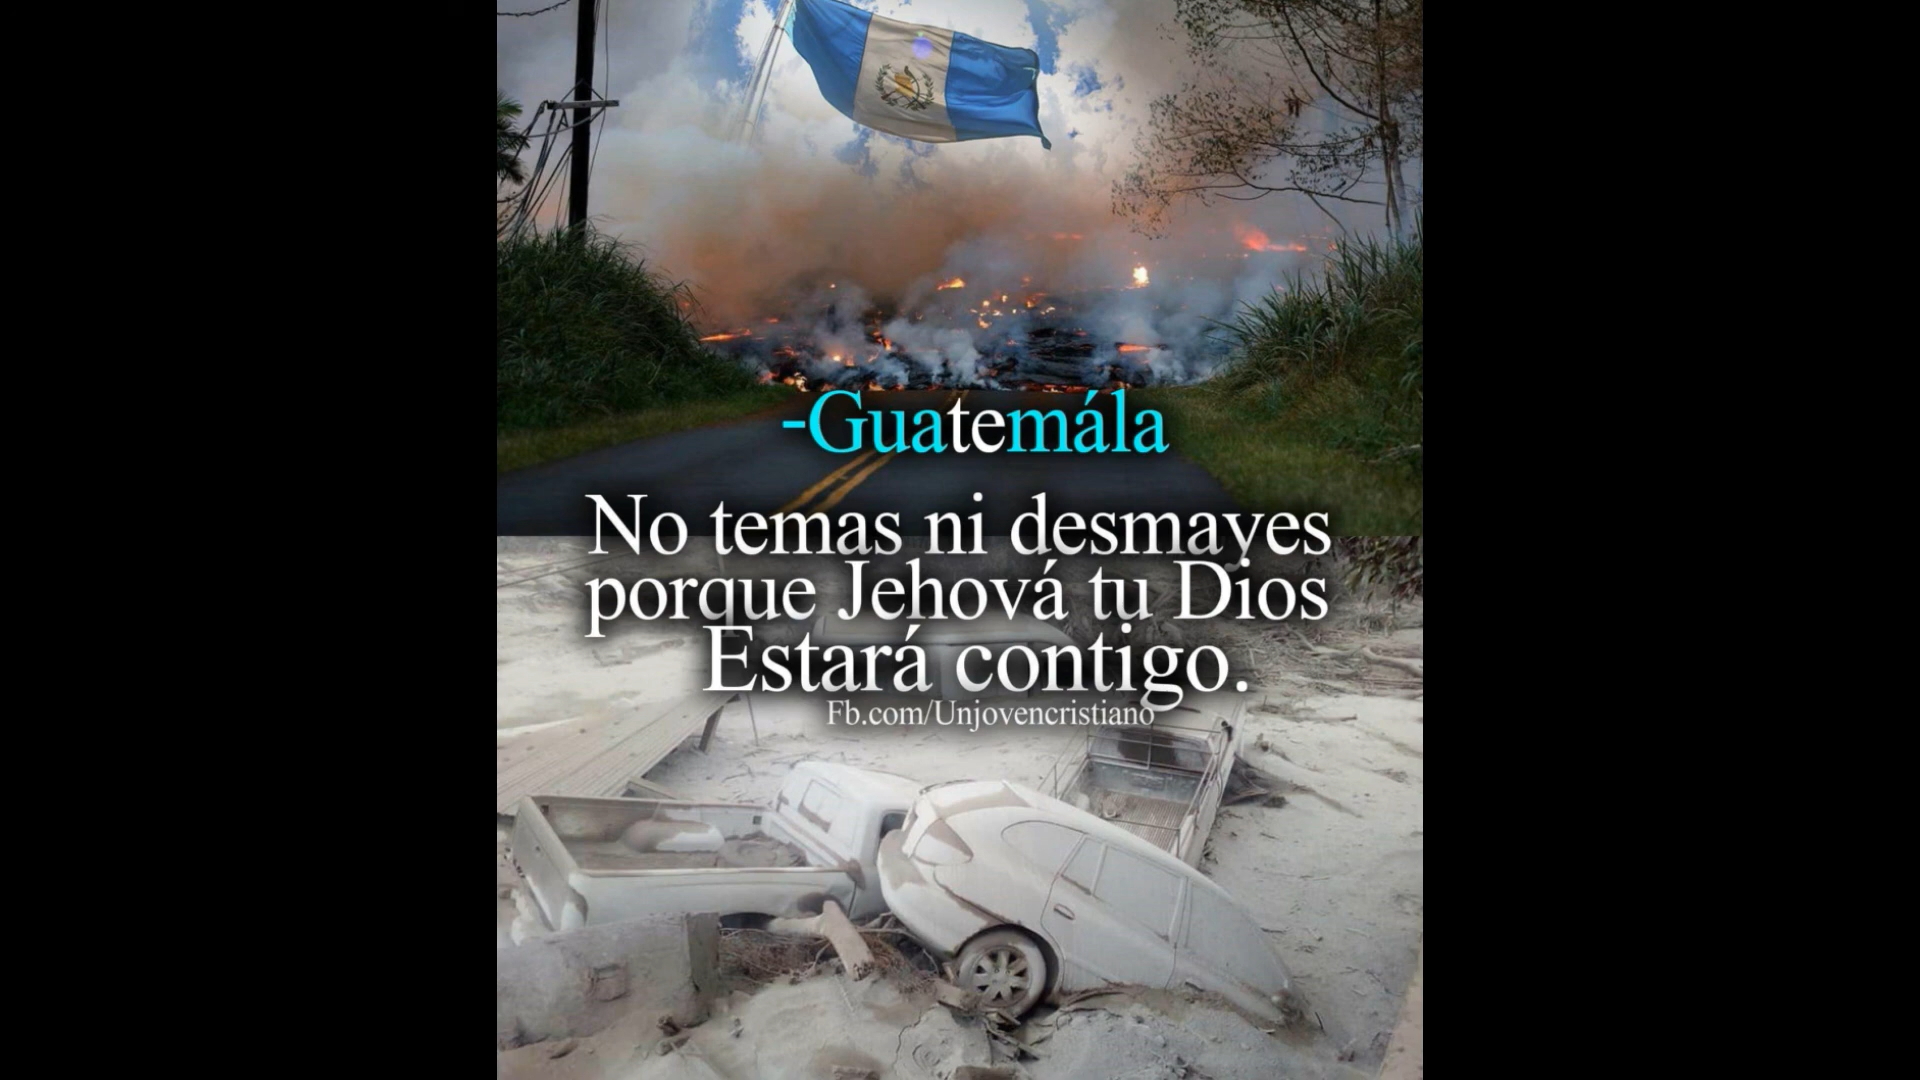 -Guatemála
No temas ni desmayes
porque Jehová tu Dios
Estará contigo.
Fb.com/Unjovencristiano